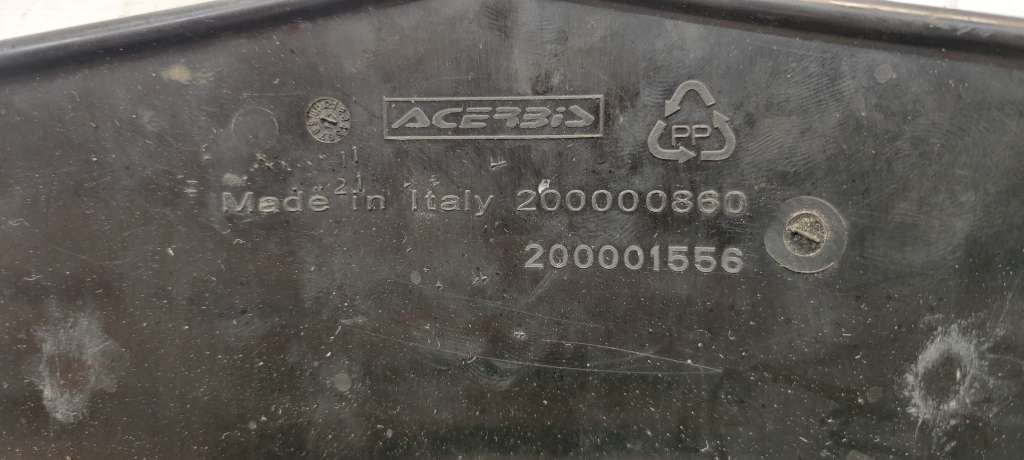 ACERBIS
PP
Made in Italy 200000860
200001556